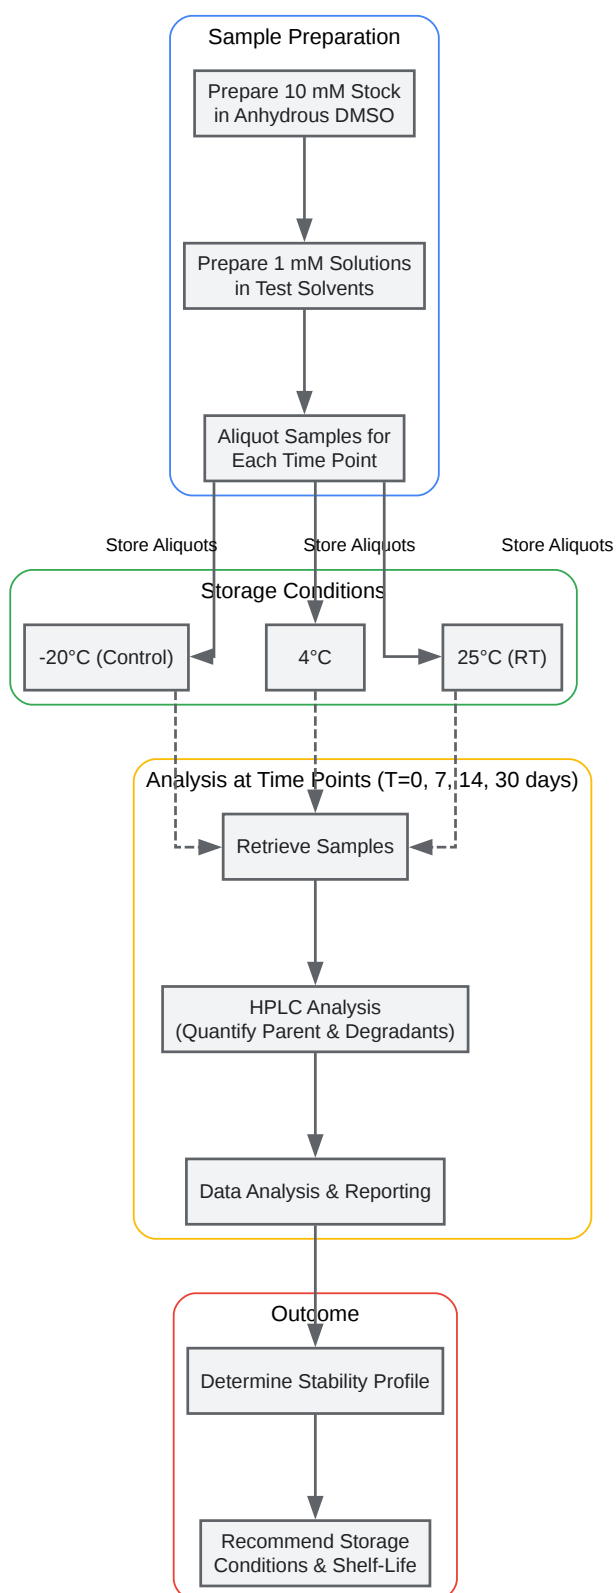 Sample Preparation
Prepare 10 mM Stock
in Anhydrous DMSO
Prepare 1 mM Solutions
in Test Solvents
Aliquot Samples for
Each Time Point
Store Aliquots
Store Aliquots
Store Aliquots
Storage Conditions
-20°C (Control)
4°C
25°C (RT)
Analysis at Time Points (T=0, 7, 14, 30 days)
Retrieve Samples
HPLC Analysis
(Quantify Parent & Degradants)
Data Analysis & Reporting
Outcome
Determine Stability Profile
Recommend Storage
Conditions & Shelf-Life